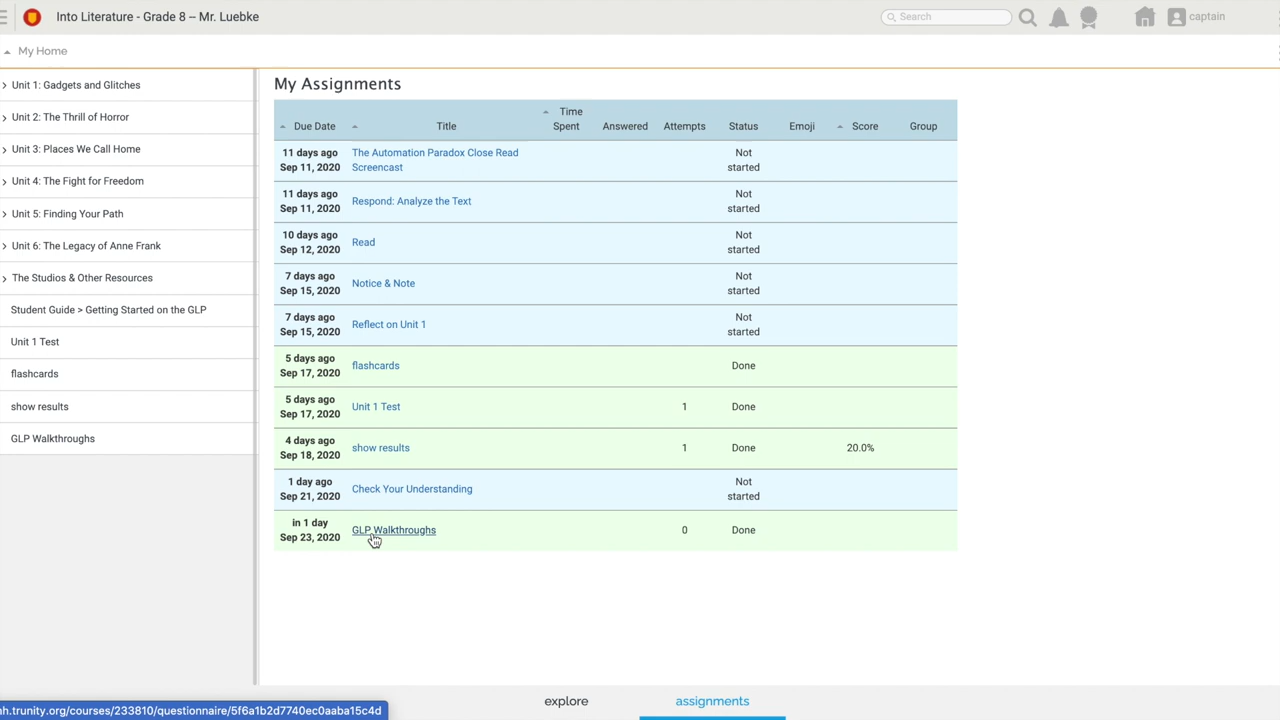 Into Literature - Grade 8 – Mr. Luebke
Search
captain
My Home
Unit 1: Gadgets and Glitches
Unit 2: The Thrill of Horror
Unit 3: Places We Call Home
Unit 4: The Fight for Freedom
Unit 5: Finding Your Path
Unit 6: The Legacy of Anne Frank
The Studios & Other Resources
Student Guide > Getting Started on the GLP
Unit 1 Test
flashcards
show results
GLP Walkthroughs
My Assignments
Due Date Title Time Spent Answered Attempts Status Emoji Score Group
11 days ago The Automation Paradox Close Read Not
Sep 11, 2020 Screencast started
11 days ago Respond: Analyze the Text Not
Sep 11, 2020 started
10 days ago Read Not
Sep 12, 2020 started
7 days ago Notice & Note Not
Sep 15, 2020 started
7 days ago Reflect on Unit 1 Not
Sep 15, 2020 started
5 days ago flashcards Done
Sep 17, 2020
5 days ago Unit 1 Test 1 Done
Sep 17, 2020
4 days ago show results 1 Done 20.0%
Sep 18, 2020
1 day ago Check Your Understanding Not
Sep 21, 2020 started
in 1 day GLP Walkthroughs 0 Done
Sep 23, 2020
explore assignments
nh.trunity.org/courses/233810/questionnaire/5f6a1b2d7740ec0aaba15c4d